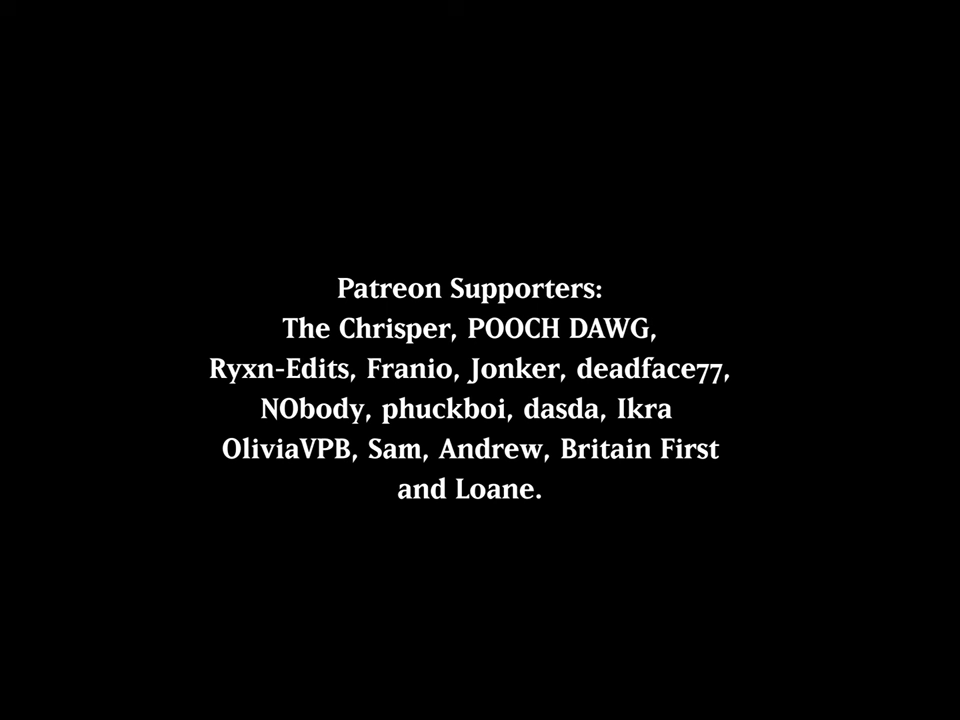 Patreon Supporters:
The Chrisper, POOCH DAWG,
Ryxn-Edits, Franio, Jonker, deadface77,
NObody, phuckboi, dasda, Ikra
OliviaVPB, Sam, Andrew, Britain First
and Loane.